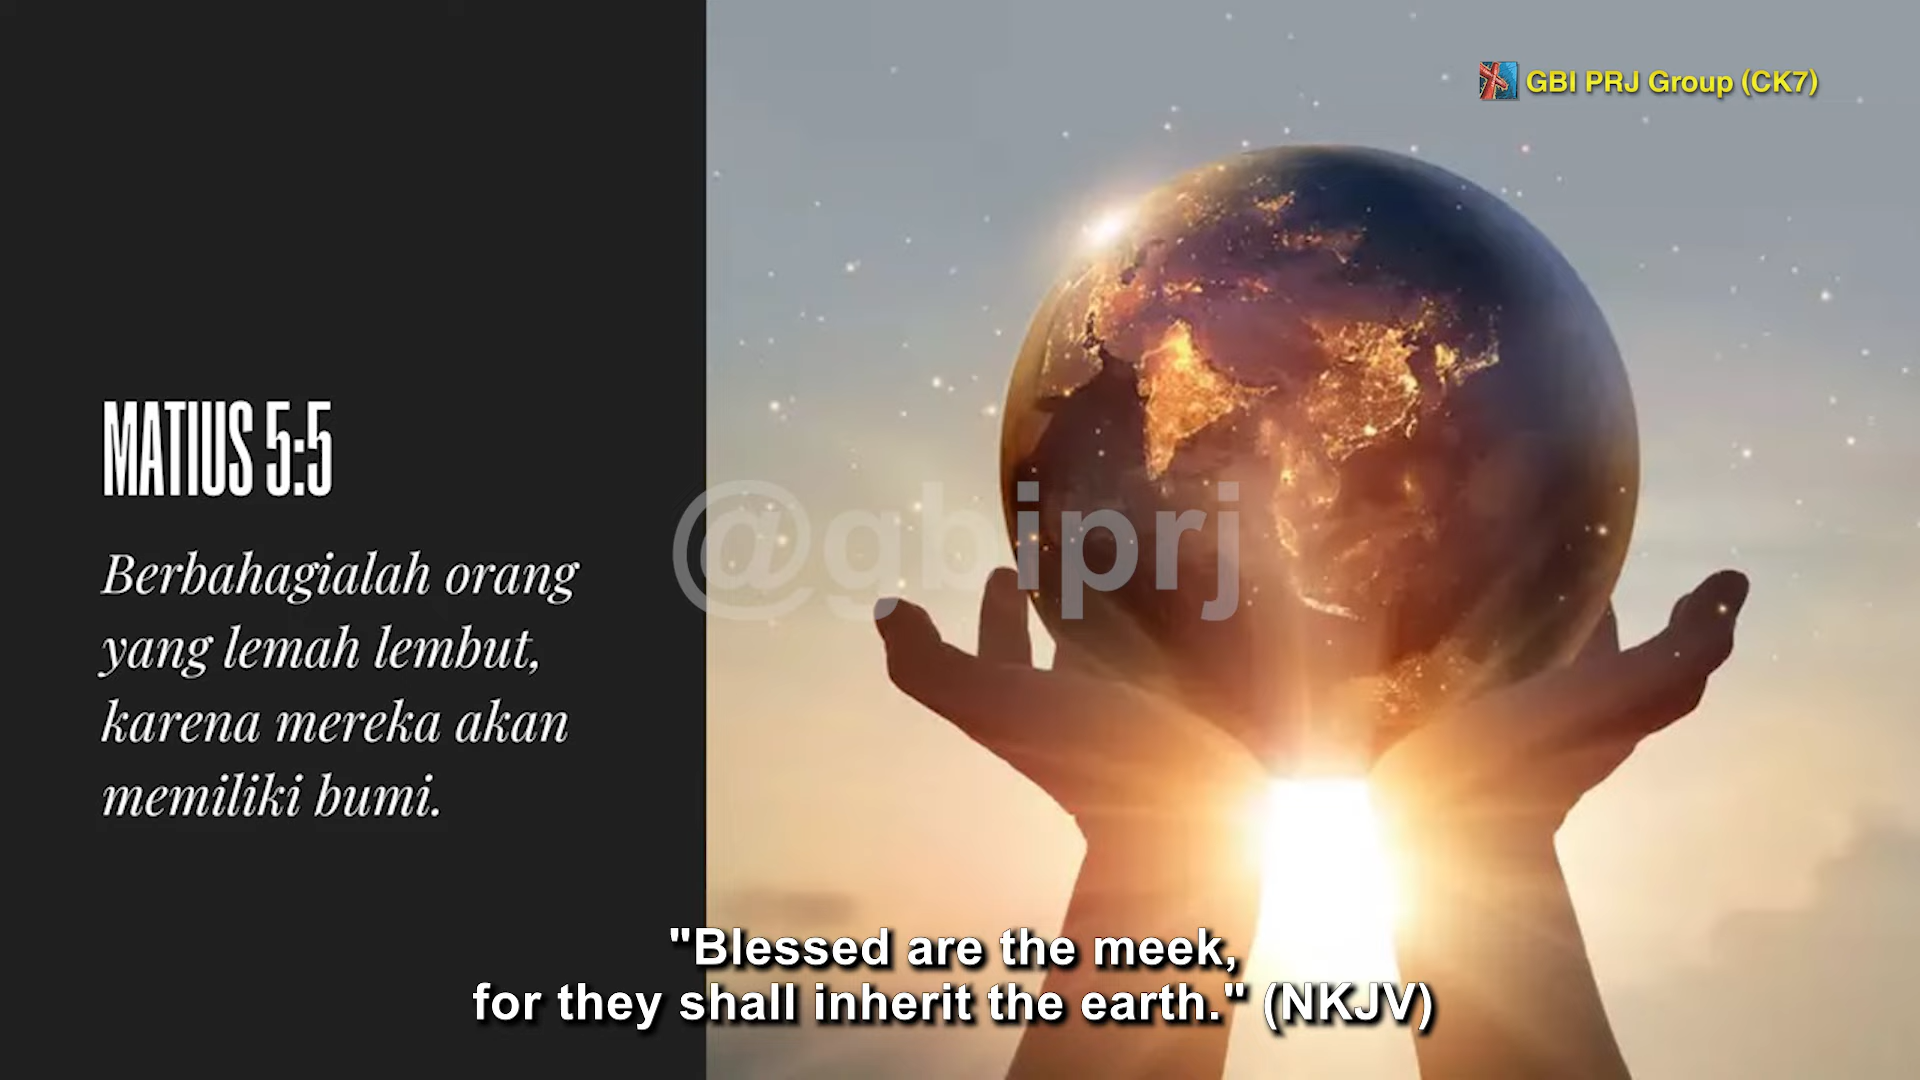 GBI PRJ Group (CK7)
MATIUS 5:5
Berbahagialah orang
yang lemah lembut,
karena mereka akan
memiliki bumi.
@gbiprj
"Blessed are the meek,
for they shall inherit the earth." (NKJV)